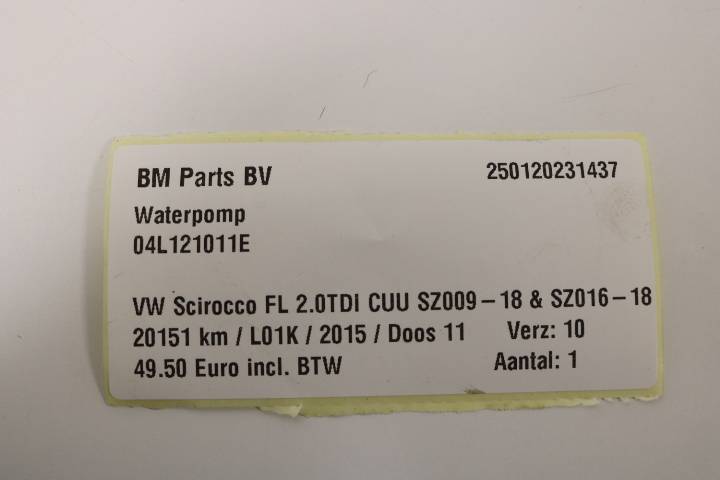 BM Parts BV 250120231437
Waterpomp
04L121011E
VW Scirocco FL 2.0TDI CUU SZ009-18 & SZ016-18
20151 km / L01K / 2015 / Doos 11 Verz: 10
49.50 Euro incl. BTW Aantal: 1